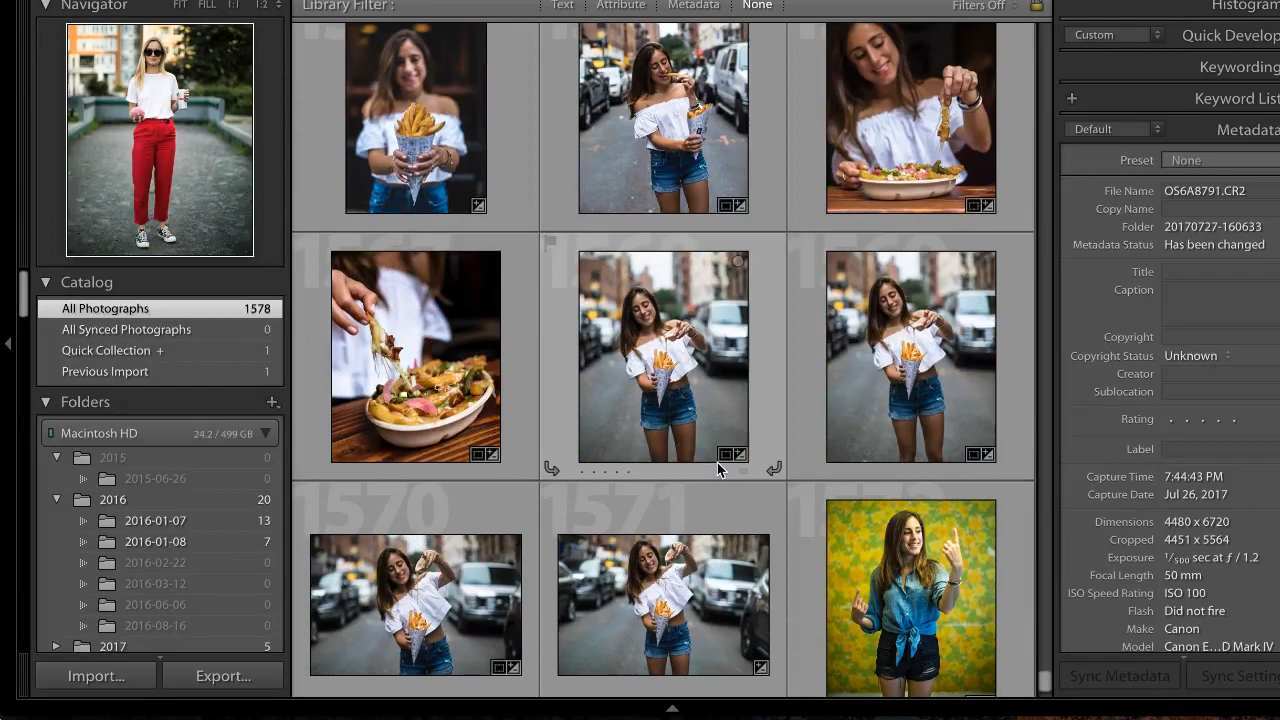 Navigator FIT FILL 1:1 1:2
Library Filter : Text Attribute Metadata None Filters Off
Histogram
Custom Quick Develop
Keywording
+ Keyword List
Default Metadata
Preset None
File Name OS6A8791.CR2
Copy Name
Folder 20170727-160633
Metadata Status Has been changed
Title
Caption
Copyright
Copyright Status Unknown
Creator
Sublocation
Rating . . . . .
Label
Capture Time 7:44:43 PM
Capture Date Jul 26, 2017
Dimensions 4480 x 6720
Cropped 4451 x 5564
Exposure 1/500 sec at ƒ / 1.2
Focal Length 50 mm
ISO Speed Rating ISO 100
Flash Did not fire
Make Canon
Model Canon E…D Mark IV
Sync Metadata Sync Settin
Catalog
All Photographs 1578
All Synced Photographs 0
Quick Collection + 1
Previous Import 1
Folders +
Macintosh HD 24.2 / 499 GB
2015 0
2015-06-26 0
2016 20
2016-01-07 13
2016-01-08 7
2016-02-22 0
2016-03-12 0
2016-06-06 0
2016-08-16 0
2017 5
Import... Export...
1570 1571